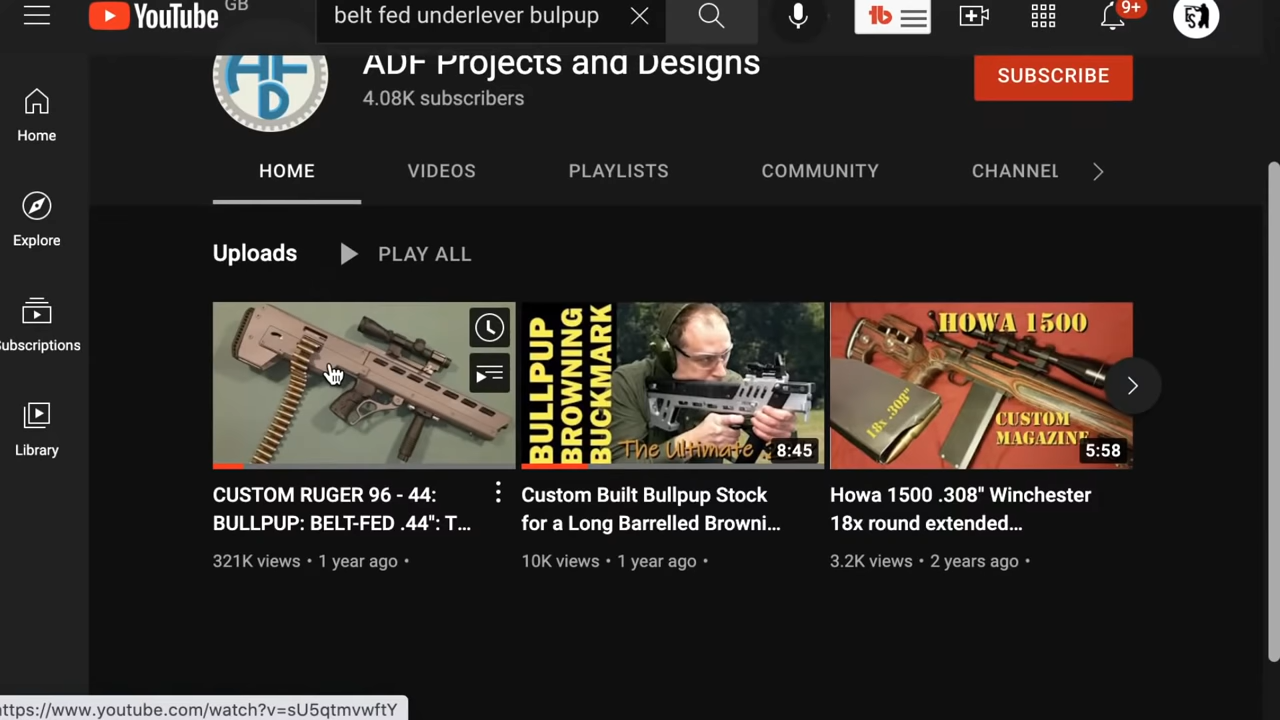 YouTube GB
belt fed underlever bulpup
9+
ADF Projects and Designs
4.08K subscribers
SUBSCRIBE
HOME VIDEOS PLAYLISTS COMMUNITY CHANNEL
Home
Explore
Subscriptions
Library
Uploads PLAY ALL
BULLPUP
BROWNING
BUCKMARK
The Ultimate
8:45
HOWA 1500
18x .308"
CUSTOM
MAGAZINE
5:58
CUSTOM RUGER 96 - 44:
BULLPUP: BELT-FED .44": T...
321K views • 1 year ago •
Custom Built Bullpup Stock
for a Long Barrelled Browni...
10K views • 1 year ago •
Howa 1500 .308" Winchester
18x round extended...
3.2K views • 2 years ago •
https://www.youtube.com/watch?v=sU5qtmvwftY